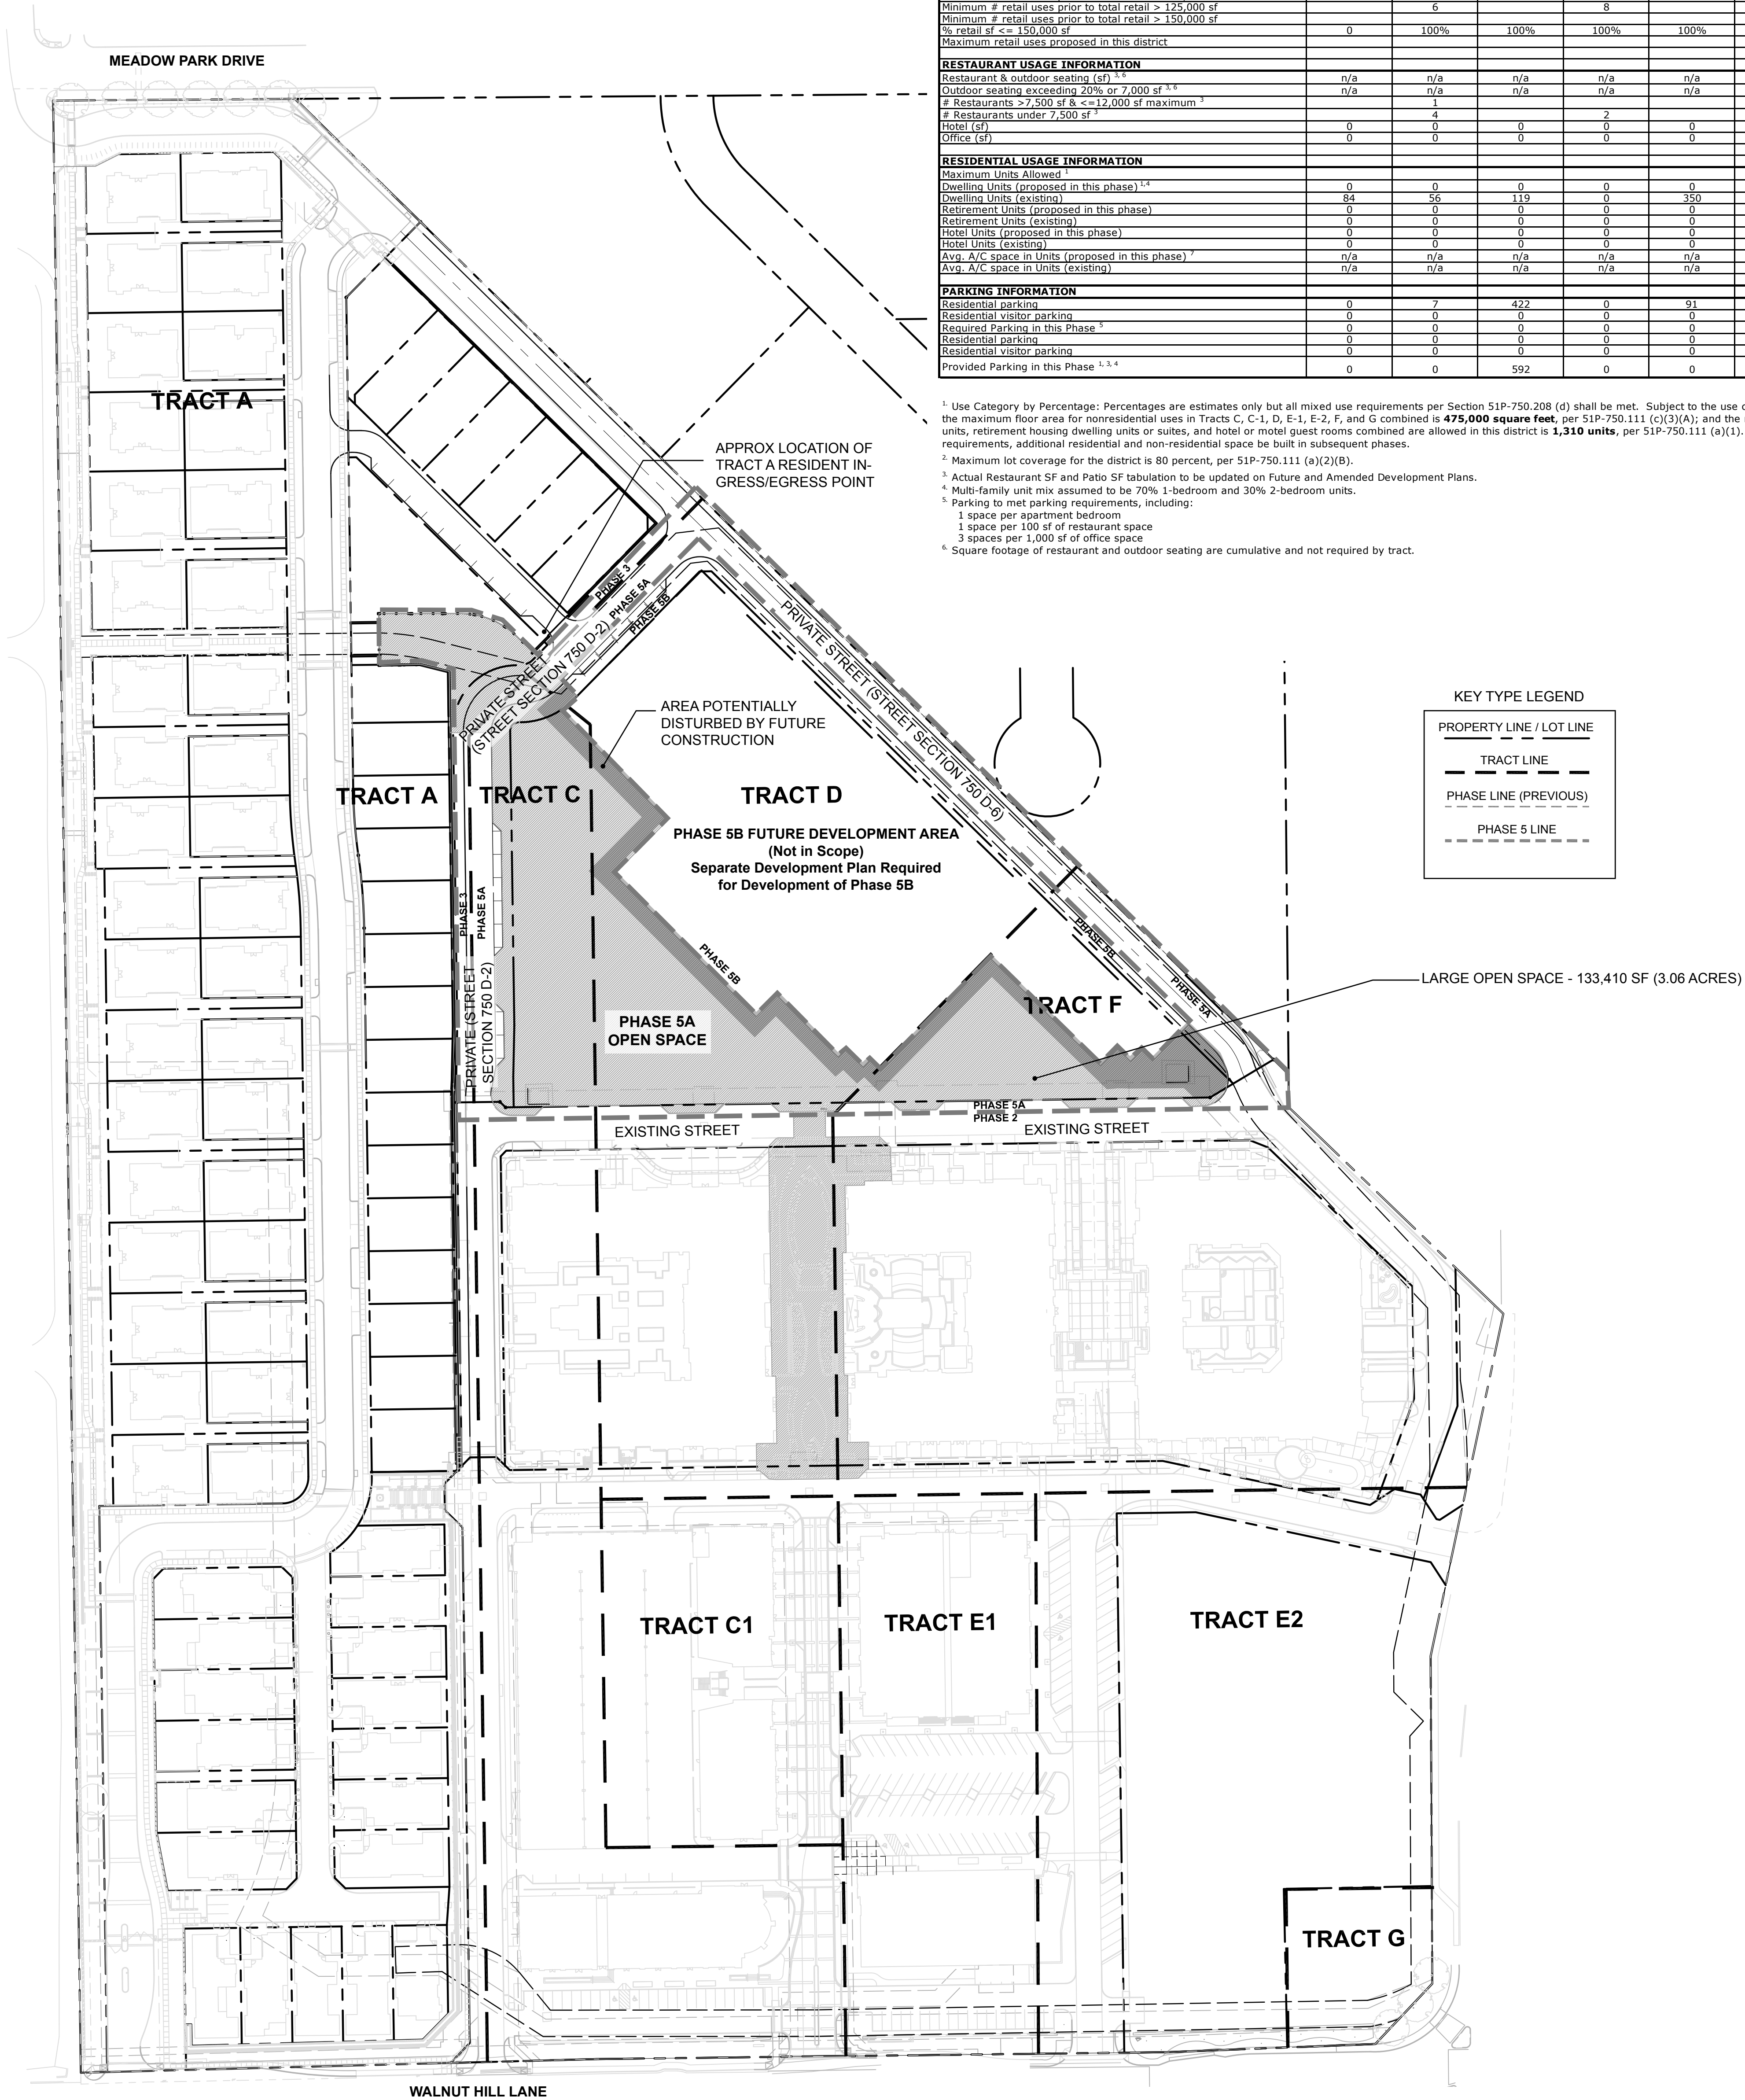 Minimum # retail uses prior to total retail > 125,000 sf 6 8
Minimum # retail uses prior to total retail > 150,000 sf
% retail sf <= 150,000 sf 0 100% 100% 100% 100%
Maximum retail uses proposed in this district
RESTAURANT USAGE INFORMATION
Restaurant & outdoor seating (sf) 3, 6 n/a n/a n/a n/a n/a
Outdoor seating exceeding 20% or 7,000 sf 3, 6 n/a n/a n/a n/a n/a
# Restaurants >7,500 sf & <=12,000 sf maximum 3 1
# Restaurants under 7,500 sf 3 4 2
Hotel (sf) 0 0 0 0 0
Office (sf) 0 0 0 0 0
RESIDENTIAL USAGE INFORMATION
Maximum Units Allowed 1
Dwelling Units (proposed in this phase) 1,4 0 0 0 0 0
Dwelling Units (existing) 84 56 119 0 350
Retirement Units (proposed in this phase) 0 0 0 0 0
Retirement Units (existing) 0 0 0 0 0
Hotel Units (proposed in this phase) 0 0 0 0 0
Hotel Units (existing) 0 0 0 0 0
Avg. A/C space in Units (proposed in this phase) 7 n/a n/a n/a n/a n/a
Avg. A/C space in Units (existing) n/a n/a n/a n/a n/a
PARKING INFORMATION
Residential parking 0 7 422 0 91
Residential visitor parking 0 0 0 0 0
Required Parking in this Phase 5 0 0 0 0 0
Residential parking 0 0 0 0 0
Residential visitor parking 0 0 0 0 0
Provided Parking in this Phase 1, 3, 4 0 0 592 0 0
1. Use Category by Percentage: Percentages are estimates only but all mixed use requirements per Section 51P-750.208 (d) shall be met. Subject to the use
the maximum floor area for nonresidential uses in Tracts C, C-1, D, E-1, E-2, F, and G combined is 475,000 square feet, per 51P-750.111 (c)(3)(A); and the
units, retirement housing dwelling units or suites, and hotel or motel guest rooms combined are allowed in this district is 1,310 units, per 51P-750.111 (a)(1).
requirements, additional residential and non-residential space be built in subsequent phases.
2. Maximum lot coverage for the district is 80 percent, per 51P-750.111 (a)(2)(B).
3. Actual Restaurant SF and Patio SF tabulation to be updated on Future and Amended Development Plans.
4. Multi-family unit mix assumed to be 70% 1-bedroom and 30% 2-bedroom units.
5. Parking to met parking requirements, including:
1 space per apartment bedroom
1 space per 100 sf of restaurant space
3 spaces per 1,000 sf of office space
6. Square footage of restaurant and outdoor seating are cumulative and not required by tract.
MEADOW PARK DRIVE
TRACT A
APPROX LOCATION OF
TRACT A RESIDENT IN-
GRESS/EGRESS POINT
PHASE 3
PHASE 5A
PHASE 5B
PRIVATE STREET
(STREET SECTION 750 D-2)
PRIVATE STREET (STREET SECTION 750 D-6)
AREA POTENTIALLY
DISTURBED BY FUTURE
CONSTRUCTION
KEY TYPE LEGEND
PROPERTY LINE / LOT LINE
TRACT LINE
PHASE LINE (PREVIOUS)
PHASE 5 LINE
TRACT A
TRACT C
TRACT D
PHASE 5B FUTURE DEVELOPMENT AREA
(Not in Scope)
Separate Development Plan Required
for Development of Phase 5B
PHASE 3
PHASE 5A
PRIVATE (STREET
SECTION 750 D-2)
PHASE 5B
PHASE 5B
PHASE 5A
LARGE OPEN SPACE - 133,410 SF (3.06 ACRES)
TRACT F
PHASE 5A
OPEN SPACE
PHASE 5A
PHASE 2
EXISTING STREET
EXISTING STREET
TRACT C1
TRACT E1
TRACT E2
TRACT G
WALNUT HILL LANE